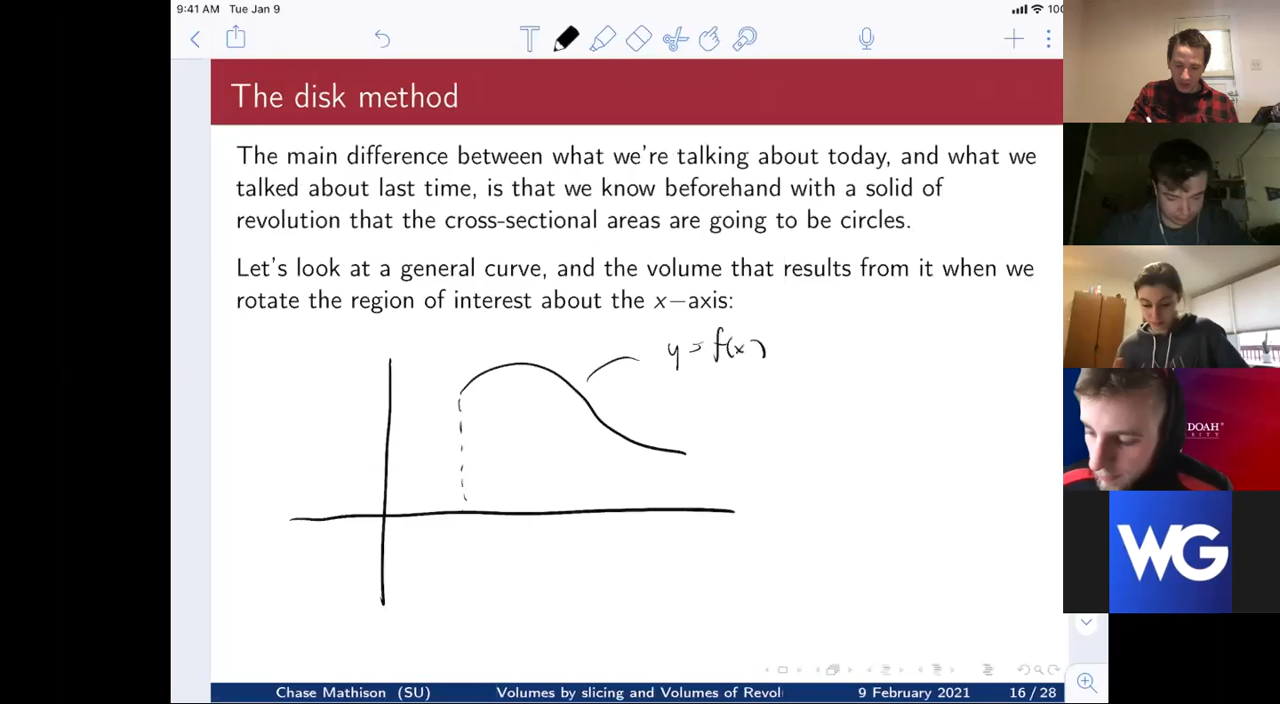 9:41 AM Tue Jan 9
100
The disk method
The main difference between what we're talking about today, and what we
talked about last time, is that we know beforehand with a solid of
revolution that the cross-sectional areas are going to be circles.
Let's look at a general curve, and the volume that results from it when we
rotate the region of interest about the x−axis:
y = f(x)
DOAH
SITY
WG
Chase Mathison (SU) Volumes by slicing and Volumes of Revol 9 February 2021 16 / 28